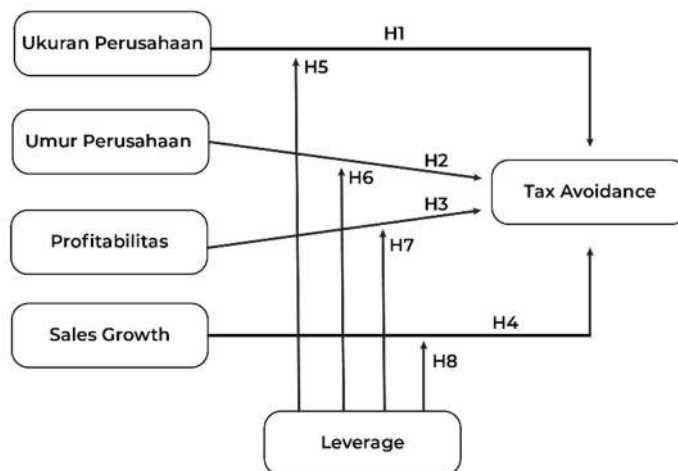 Ukuran Perusahaan
H1
H5
Umur Perusahaan
H2
H6
Tax Avoidance
H3
Profitabilitas
H7
Sales Growth
H4
H8
Leverage